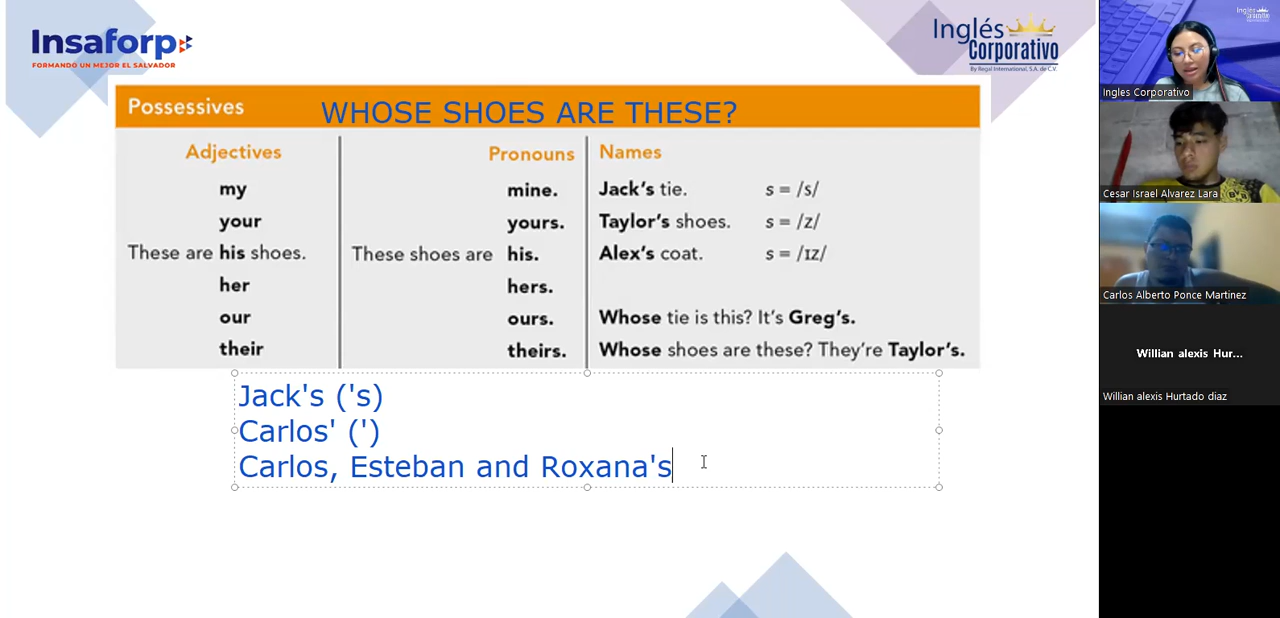 Insaforp
FORMANDO UN MEJOR EL SALVADOR
Inglés
Corporativo
By Regal International, S.A. de C.V.
Possessives
WHOSE SHOES ARE THESE?
Adjectives
my
your
These are his shoes.
her
our
their
Pronouns
mine.
yours.
These shoes are his.
hers.
ours.
theirs.
Names
Jack's tie. s = /s/
Taylor's shoes. s = /z/
Alex's coat. s = /ɪz/
Whose tie is this? It's Greg's.
Whose shoes are these? They're Taylor's.
Jack's ('s)
Carlos' (')
Carlos, Esteban and Roxana's
Ingles Corporativo
Cesar Israel Alvarez Lara
Carlos Alberto Ponce Martinez
Willian alexis Hur...
Willian alexis Hurtado diaz